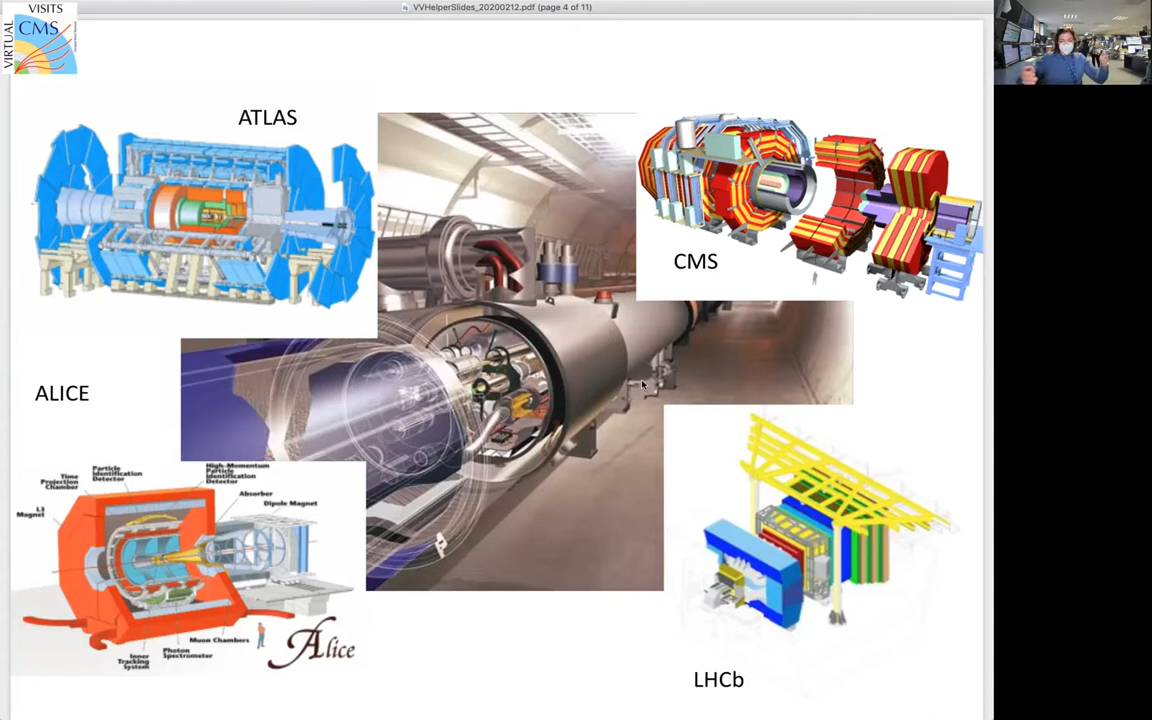 VVHelperSlides_20200212.pdf (page 4 of 11)
VIRTUAL
VISITS
CMS
ATLAS
CMS
ALICE
Time
Projection
Chamber
Particle
Identification
Detector
High-Momentum
Particle
Identification
Detector
Absorber
Dipole Magnet
L3
Magnet
Inner
Tracking
System
Photon
Spectrometer
Muon Chambers
Alice
LHCb